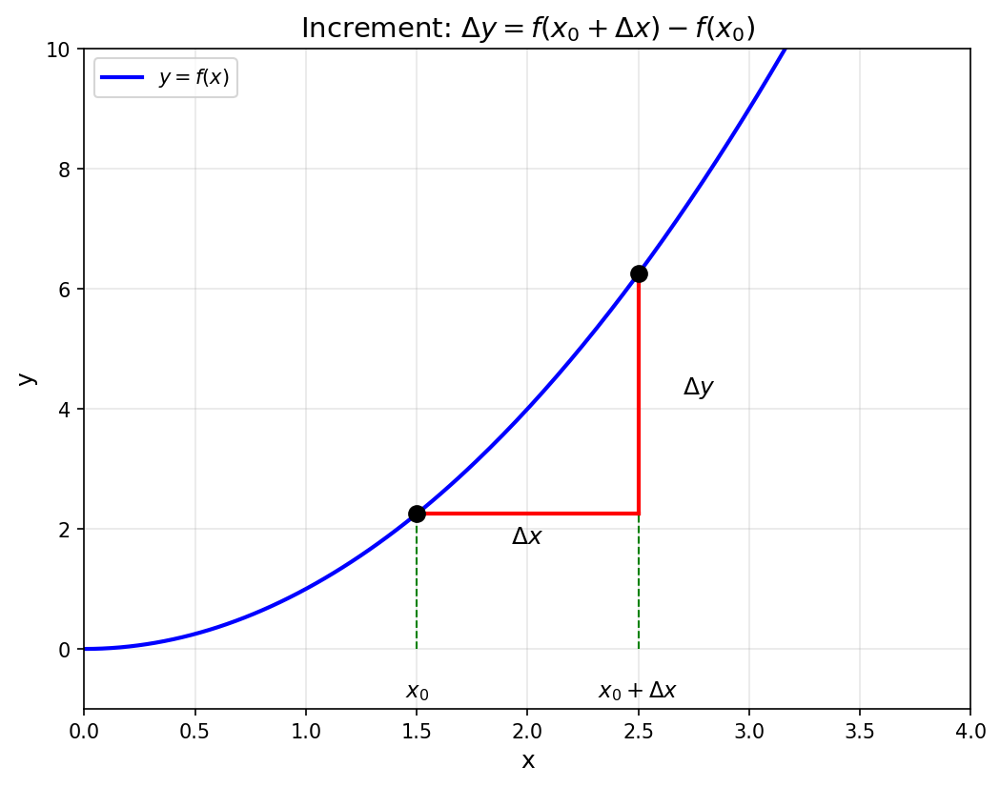 Increment: Δy = f(x₀ + Δx) − f(x₀)
y = f(x)
10
8
6
4
2
0
y
Δy
Δx
x₀
x₀ + Δx
0.0 0.5 1.0 1.5 2.0 2.5 3.0 3.5 4.0
x